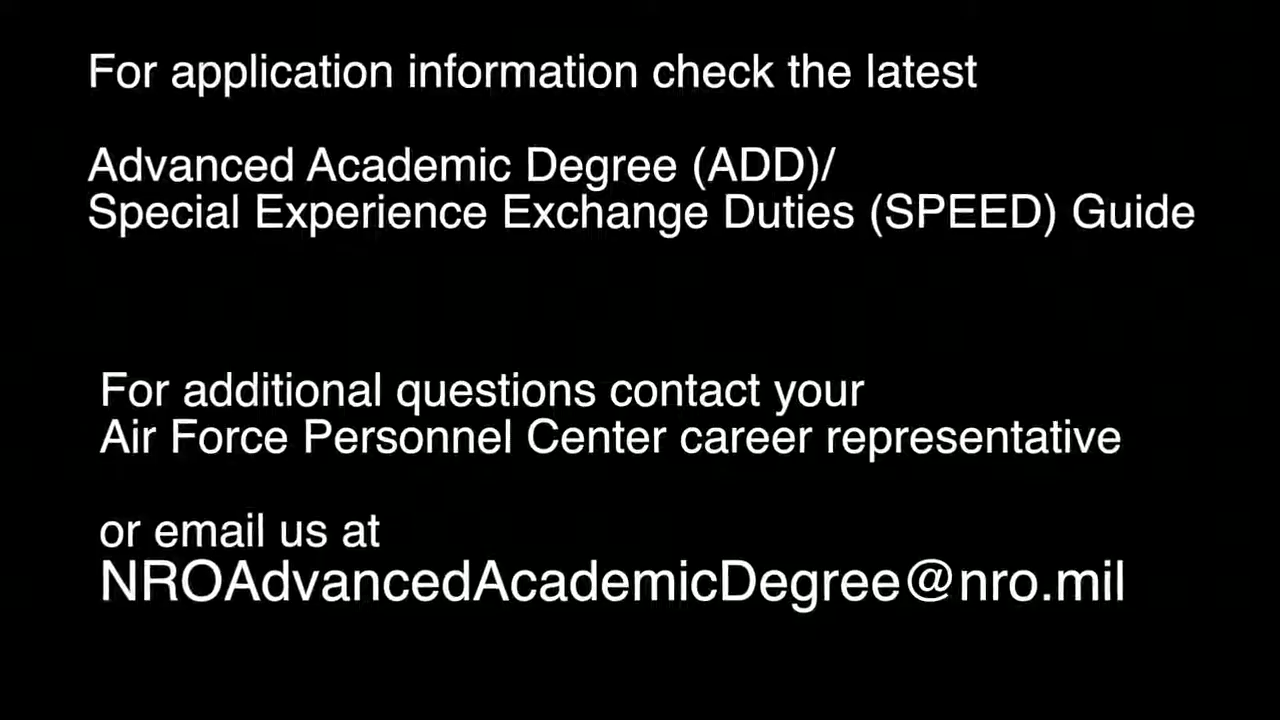 For application information check the latest
Advanced Academic Degree (ADD)/
Special Experience Exchange Duties (SPEED) Guide
For additional questions contact your
Air Force Personnel Center career representative
or email us at
NROAdvancedAcademicDegree@nro.mil